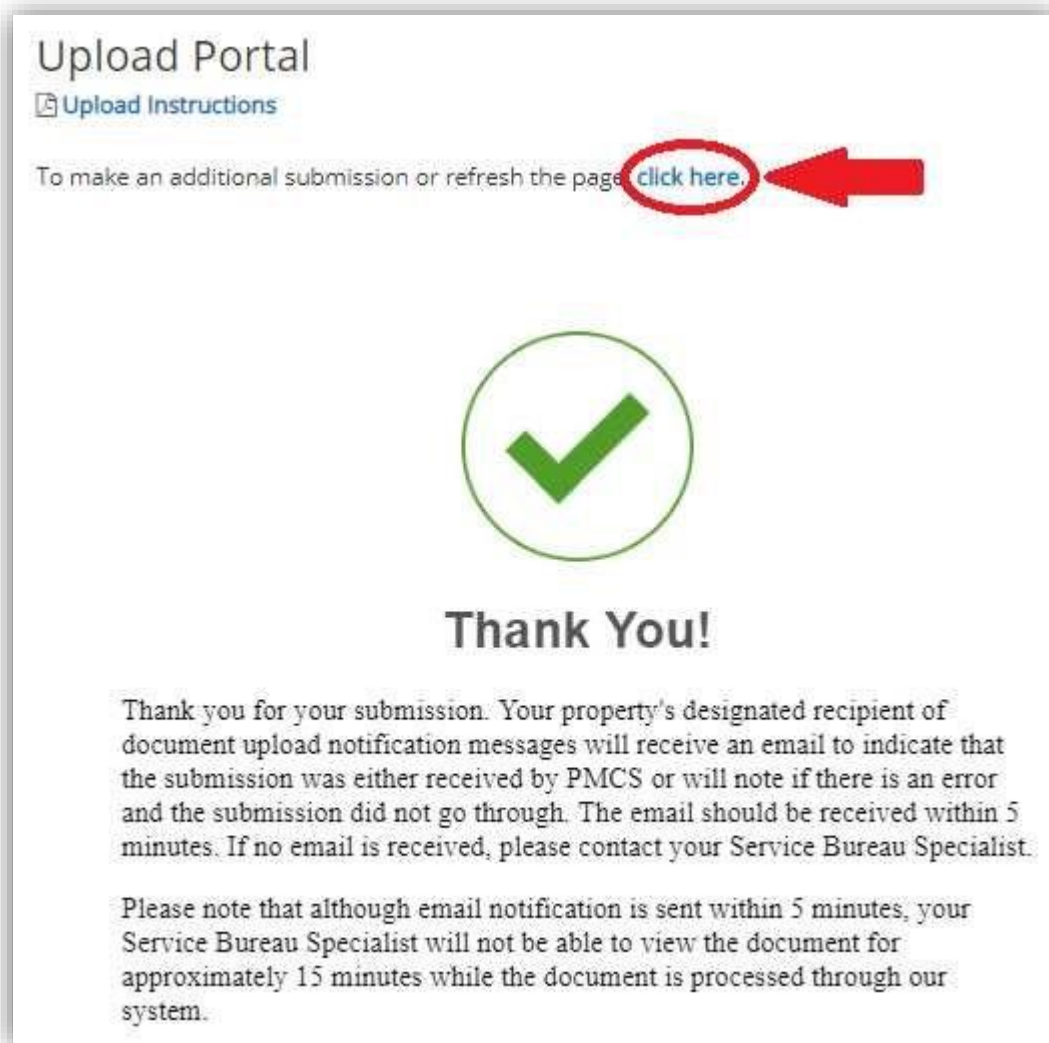 Upload Portal
Upload Instructions
To make an additional submission or refresh the page click here.
Thank You!
Thank you for your submission. Your property's designated recipient of
document upload notification messages will receive an email to indicate that
the submission was either received by PMCS or will note if there is an error
and the submission did not go through. The email should be received within 5
minutes. If no email is received, please contact your Service Bureau Specialist.
Please note that although email notification is sent within 5 minutes, your
Service Bureau Specialist will not be able to view the document for
approximately 15 minutes while the document is processed through our
system.